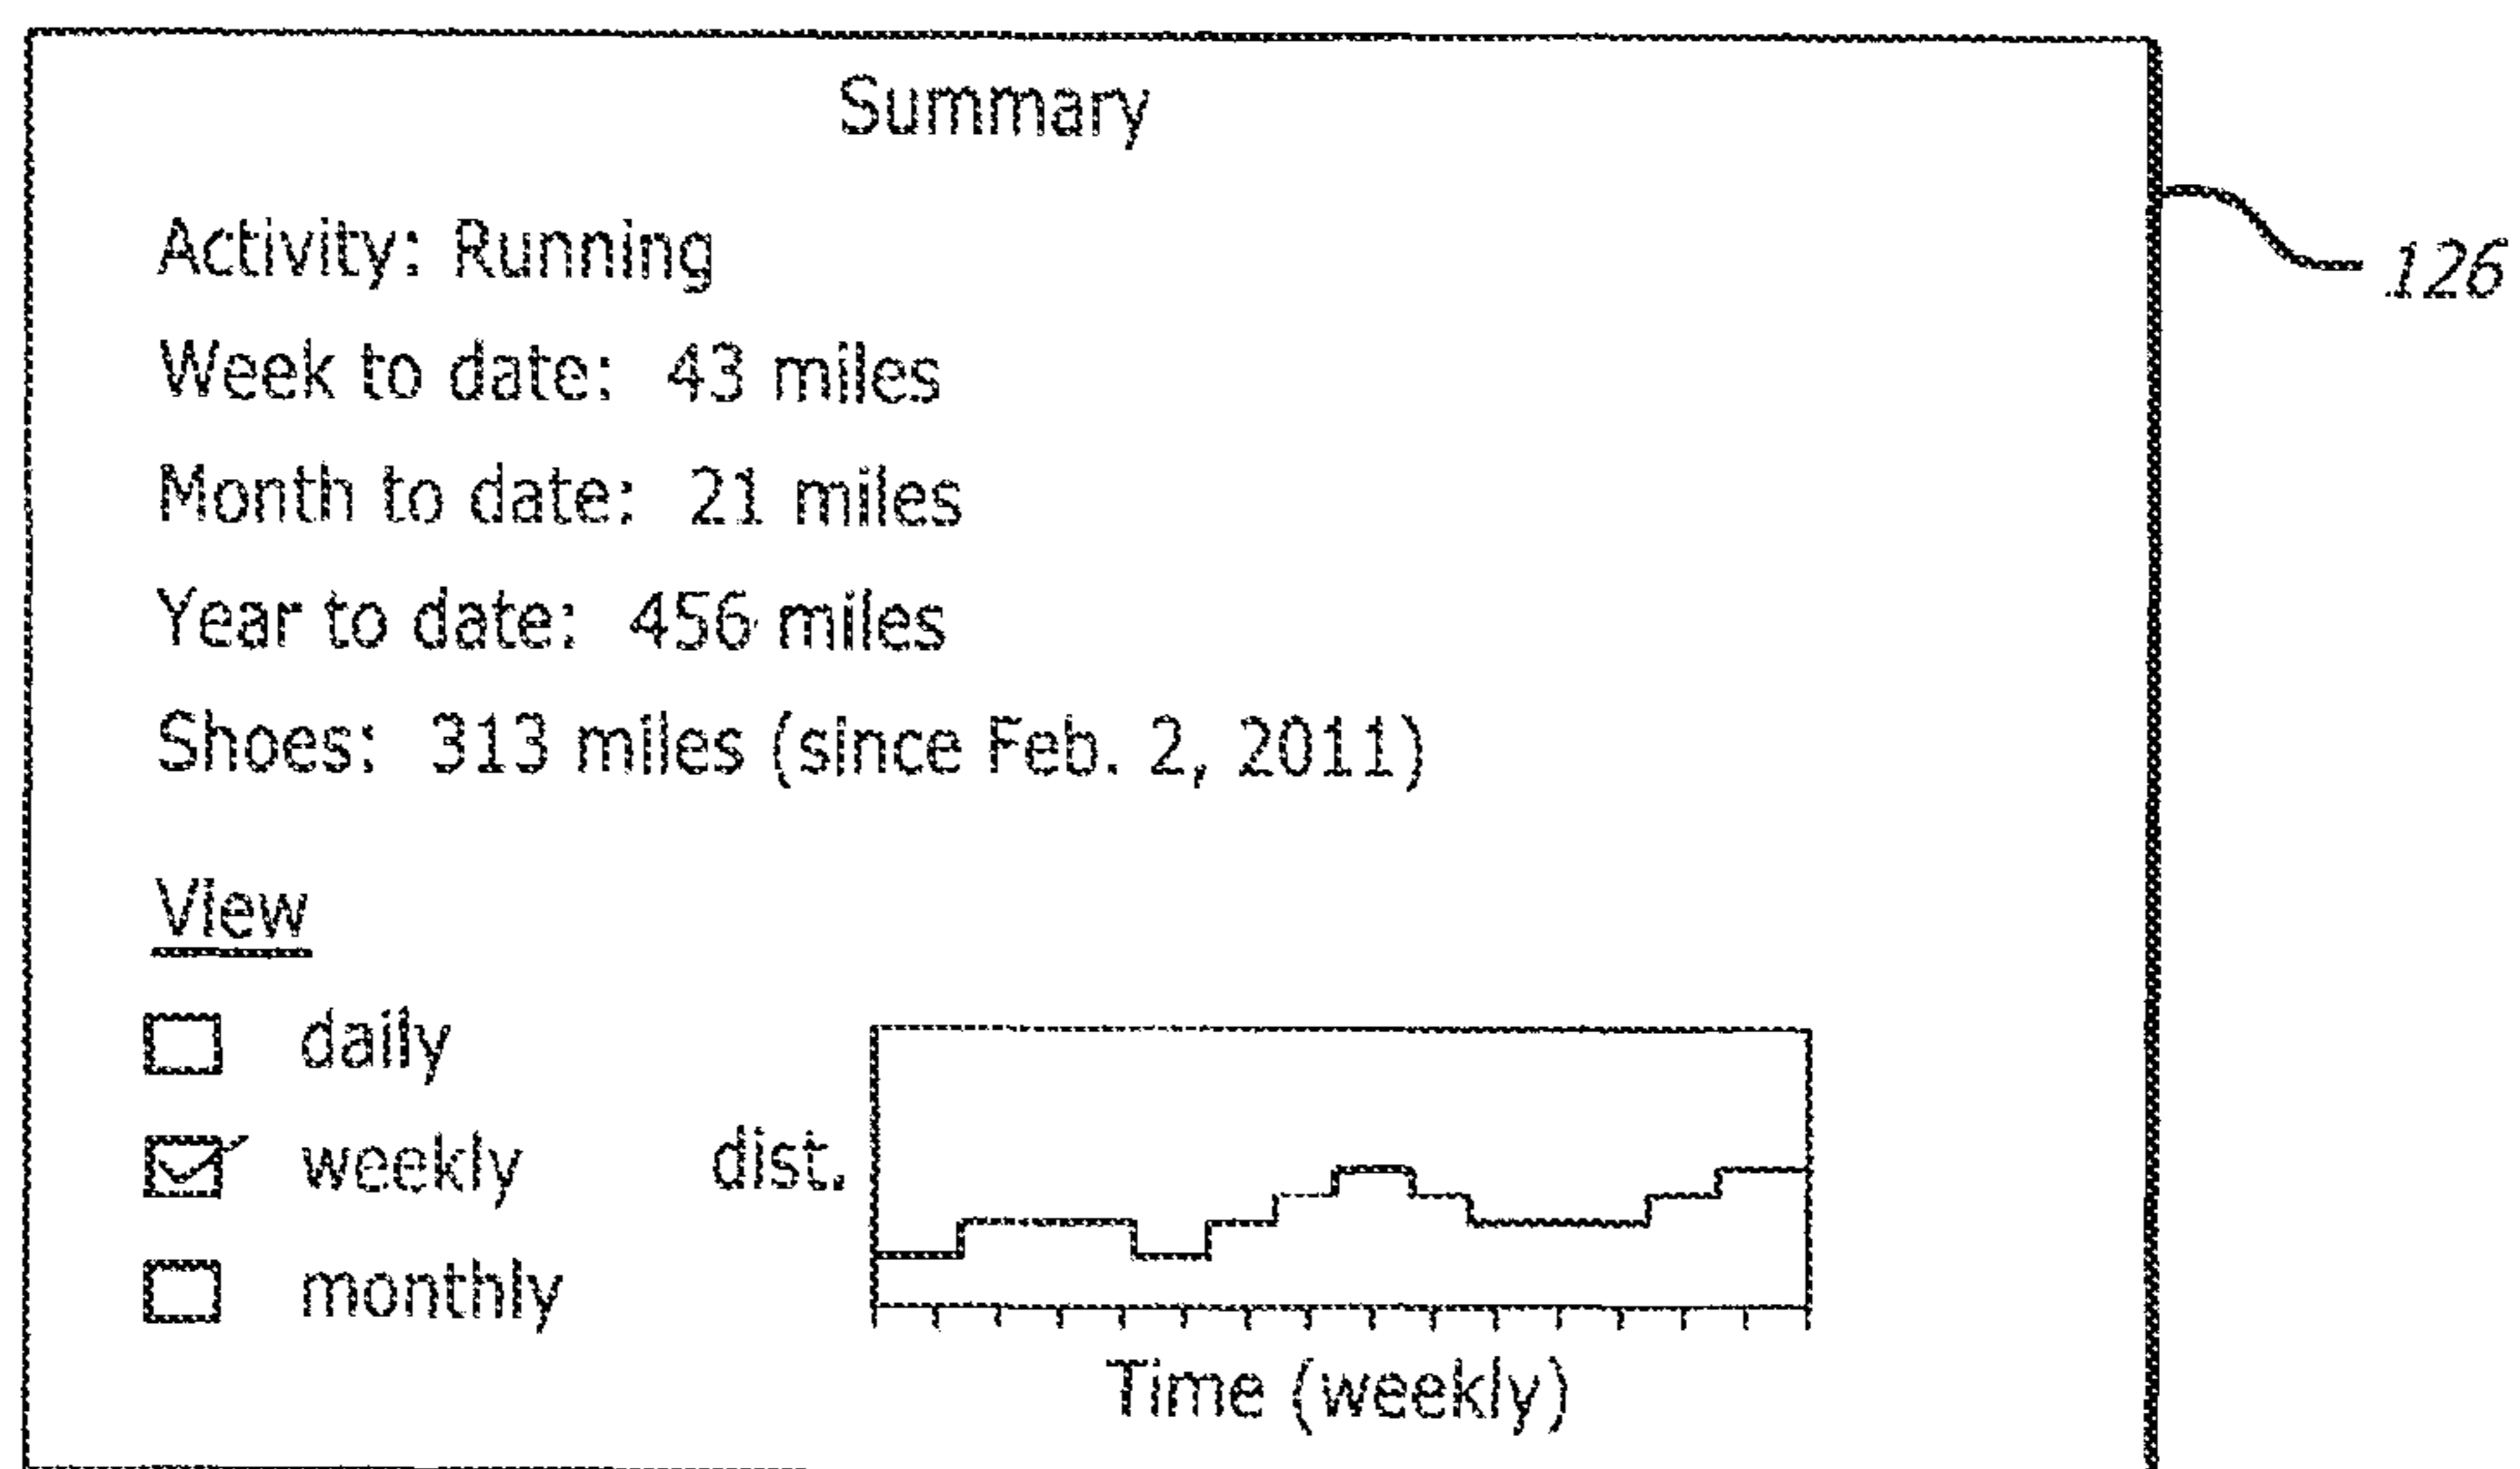 Summary
126
Activity: Running
Week to date: 43 miles
Month to date: 21 miles
Year to date: 456 miles
Shoes: 313 miles (since Feb. 2, 2011)
View
daily
weekly
dist.
monthly
Time (weekly)